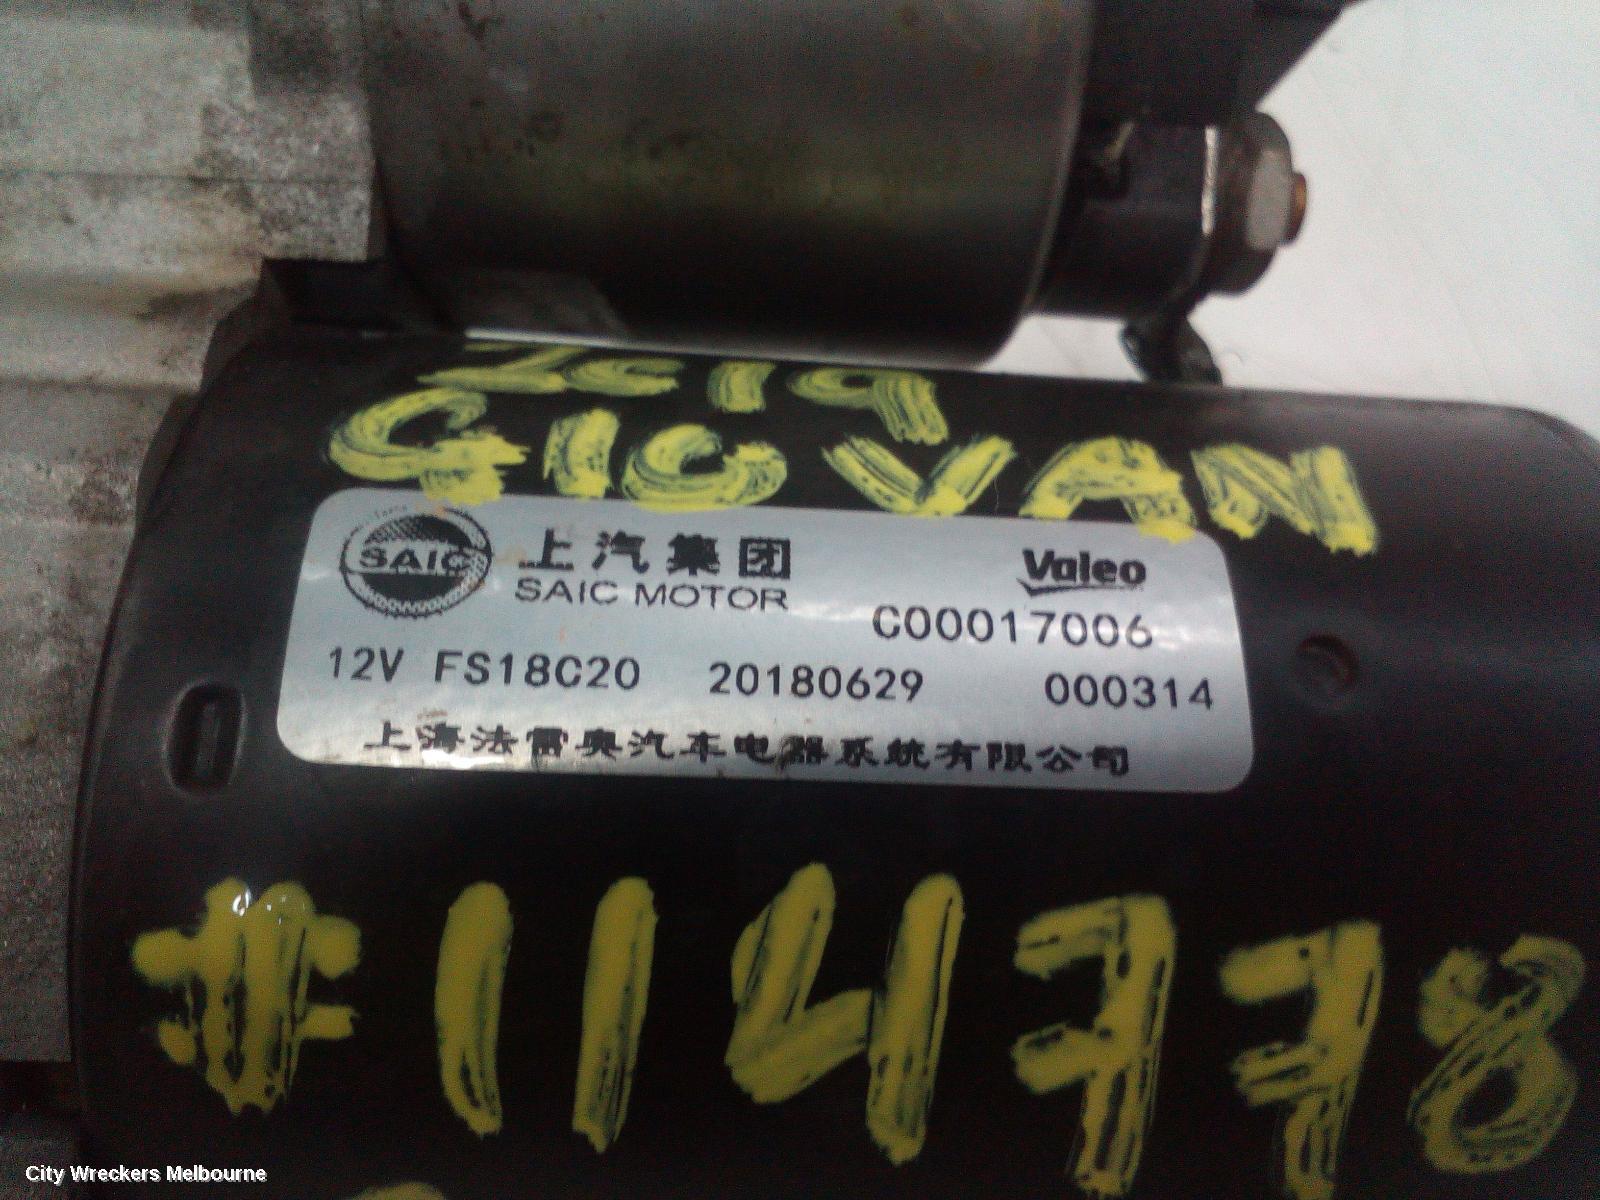 2019
G10 VAN
SAIC 上汽集团 Valeo
SAIC MOTOR
C00017006
12V FS18C20 20180629 000314
上海法雷奥汽车电器系统有限公司
#114778
City Wreckers Melbourne